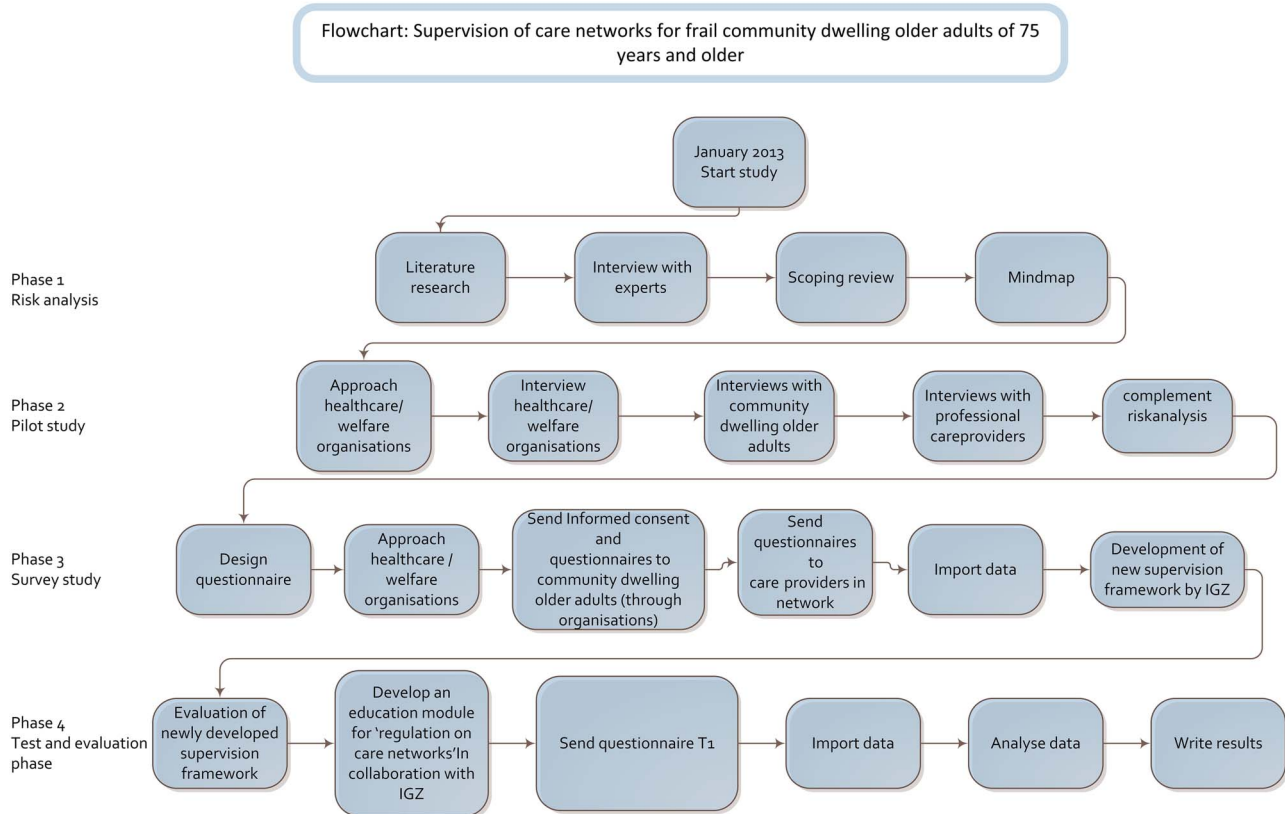 Flowchart: Supervision of care networks for frail community dwelling older adults of 75
years and older
January 2013
Start study
Phase 1
Risk analysis
Literature
research
Interview with
experts
Scoping review
Mindmap
Phase 2
Pilot study
Approach
healthcare/
welfare
organisations
Interview
healthcare/
welfare
organisations
Interviews with
community
dwelling older
adults
Interviews with
professional
careproviders
complement
riskanalysis
Phase 3
Survey study
Design
questionnaire
Approach
healthcare /
welfare
organisations
Send Informed consent
and
questionnaires to
community dwelling
older adults (through
organisations)
Send
questionnaires
to
care providers in
network
Import data
Development of
new supervision
framework by IGZ
Phase 4
Test and evaluation
phase
Evaluation of
newly developed
supervision
framework
Develop an
education module
for ‘regulation on
care networks’In
collaboration with
IGZ
Send questionnaire T1
Import data
Analyse data
Write results